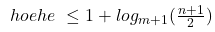 hoehe ≤ 1 + log_{m+1}(\frac{n+1}{2})